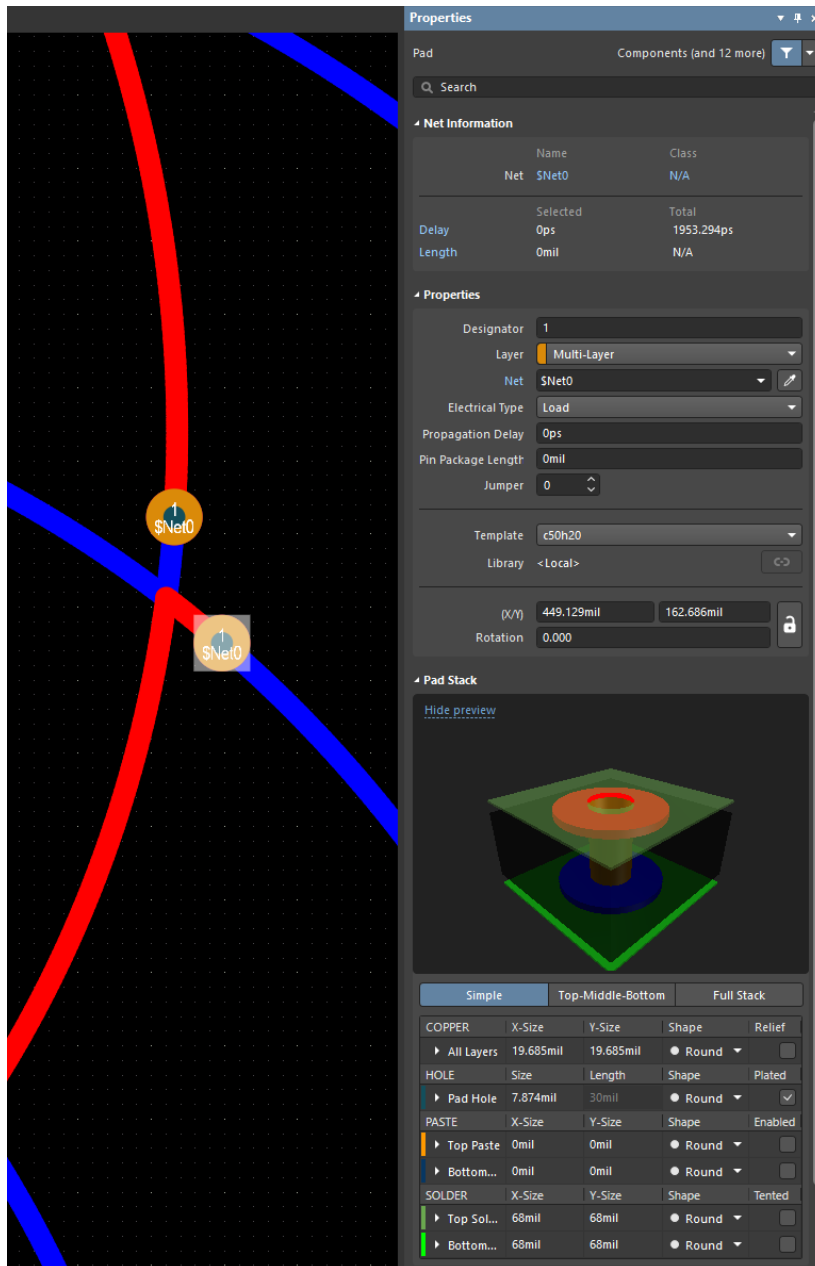 Properties
Pad Components (and 12 more)
Search
Net Information
Name Class
Net $Net0 N/A
Selected Total
Delay 0ps 1953.294ps
Length 0mil N/A
Properties
Designator 1
Layer Multi-Layer
Net $Net0
Electrical Type Load
Propagation Delay 0ps
Pin Package Length 0mil
Jumper 0
Template c50h20
Library <Local>
(X/Y) 449.129mil 162.686mil
Rotation 0.000
Pad Stack
Hide preview
Simple Top-Middle-Bottom Full Stack
COPPER X-Size Y-Size Shape Relief
All Layers 19.685mil 19.685mil Round
HOLE Size Length Shape Plated
Pad Hole 7.874mil 30mil Round
PASTE X-Size Y-Size Shape Enabled
Top Paste 0mil 0mil Round
Bottom... 0mil 0mil Round
SOLDER X-Size Y-Size Shape Tented
Top Sol... 68mil 68mil Round
Bottom... 68mil 68mil Round
1
$Net0
1
$Net0